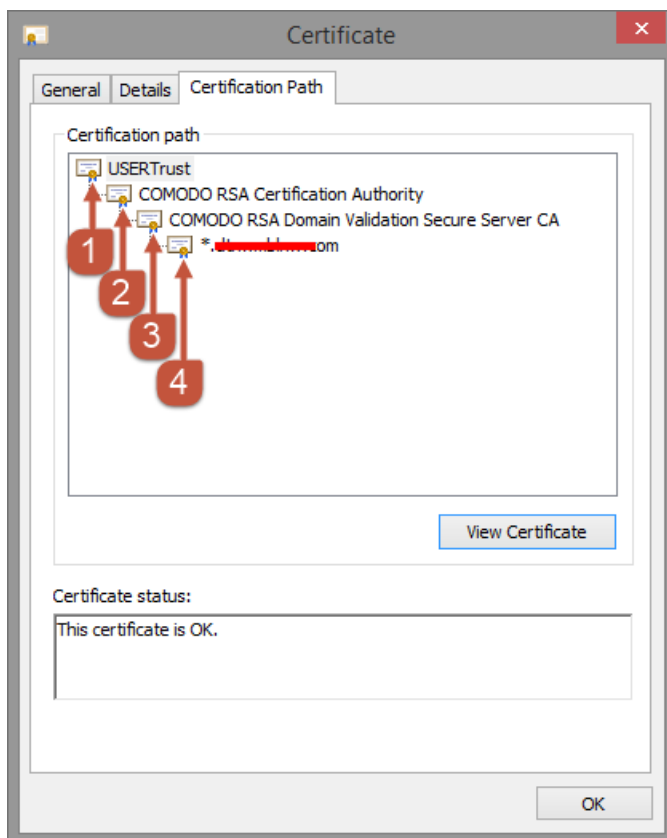 Certificate
General Details Certification Path
Certification path
USERTrust
COMODO RSA Certification Authority
COMODO RSA Domain Validation Secure Server CA
1
2
3
4
View Certificate
Certificate status:
This certificate is OK.
OK